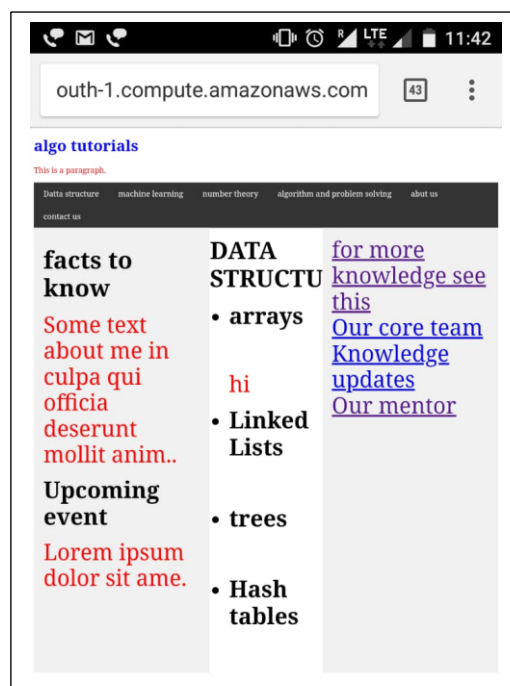 R LTE 11:42
outh-1.compute.amazonaws.com 43
algo tutorials
This is a paragraph.
Datta structure machine learning number theory algorithm and problem solving abut us
contact us
facts to
know
Some text
about me in
culpa qui
officia
deserunt
mollit anim..
Upcoming
event
Lorem ipsum
dolor sit ame.
DATA
STRUCTU
• arrays
hi
• Linked
Lists
• trees
• Hash
tables
for more
knowledge see
this
Our core team
Knowledge
updates
Our mentor